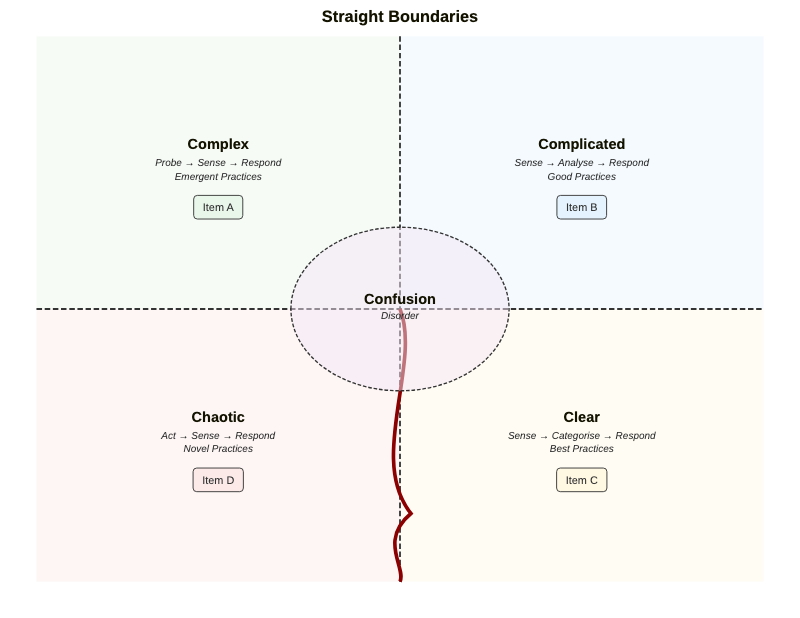 Straight Boundaries
Complex
Probe → Sense → Respond
Emergent Practices
Item A
Complicated
Sense → Analyse → Respond
Good Practices
Item B
Confusion
Disorder
Chaotic
Act → Sense → Respond
Novel Practices
Item D
Clear
Sense → Categorise → Respond
Best Practices
Item C